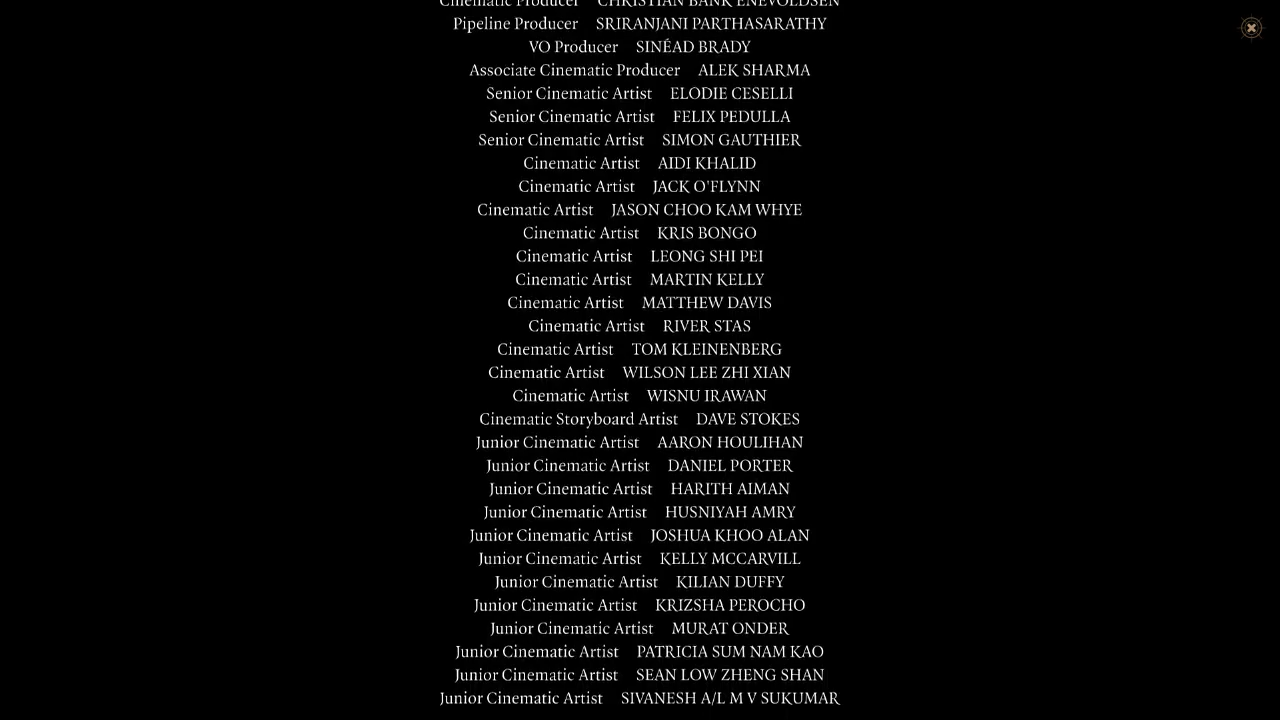 Cinematic Producer CHRISTIAN BANK ENEVOLDSEN
Pipeline Producer SRIRANJANI PARTHASARATHY
VO Producer SINÉAD BRADY
Associate Cinematic Producer ALEK SHARMA
Senior Cinematic Artist ELODIE CESELLI
Senior Cinematic Artist FELIX PEDULLA
Senior Cinematic Artist SIMON GAUTHIER
Cinematic Artist AIDI KHALID
Cinematic Artist JACK O'FLYNN
Cinematic Artist JASON CHOO KAM WHYE
Cinematic Artist KRIS BONGO
Cinematic Artist LEONG SHI PEI
Cinematic Artist MARTIN KELLY
Cinematic Artist MATTHEW DAVIS
Cinematic Artist RIVER STAS
Cinematic Artist TOM KLEINENBERG
Cinematic Artist WILSON LEE ZHI XIAN
Cinematic Artist WISNU IRAWAN
Cinematic Storyboard Artist DAVE STOKES
Junior Cinematic Artist AARON HOULIHAN
Junior Cinematic Artist DANIEL PORTER
Junior Cinematic Artist HARITH AIMAN
Junior Cinematic Artist HUSNIYAH AMRY
Junior Cinematic Artist JOSHUA KHOO ALAN
Junior Cinematic Artist KELLY MCCARVILL
Junior Cinematic Artist KILIAN DUFFY
Junior Cinematic Artist KRIZSHA PEROCHO
Junior Cinematic Artist MURAT ONDER
Junior Cinematic Artist PATRICIA SUM NAM KAO
Junior Cinematic Artist SEAN LOW ZHENG SHAN
Junior Cinematic Artist SIVANESH A/L M V SUKUMAR